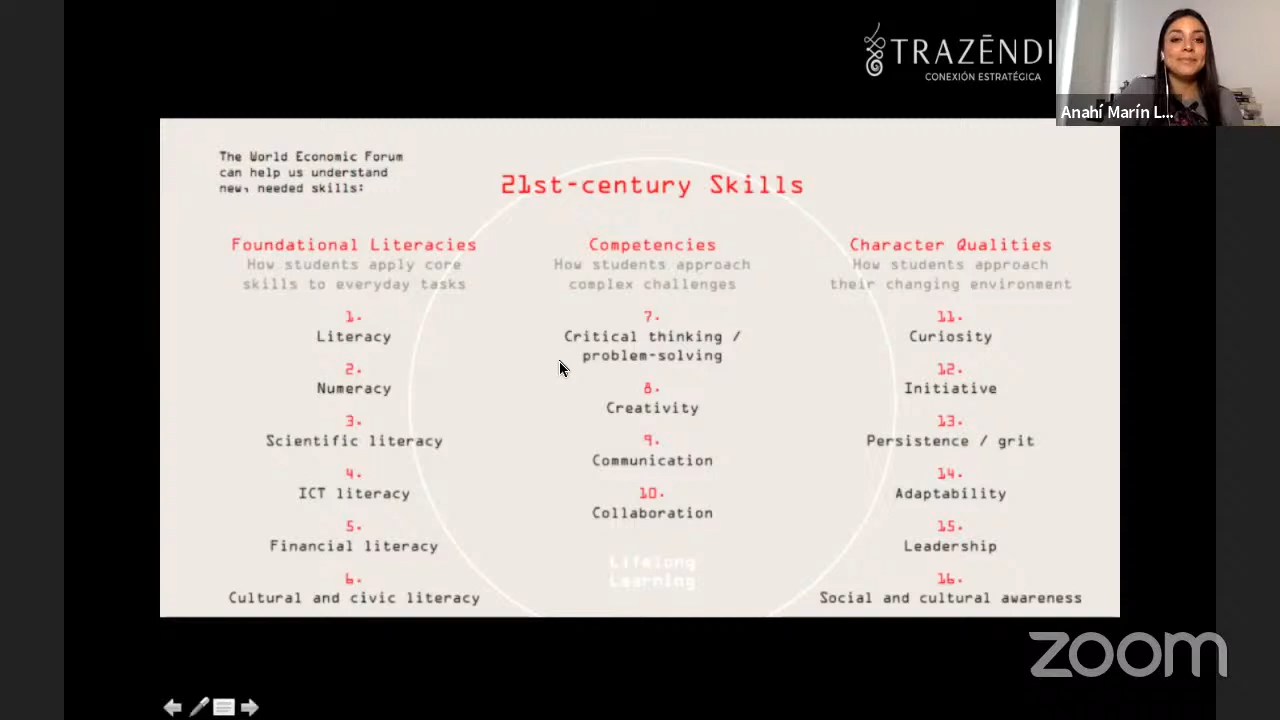 TRAZĒNDI
CONEXIÓN ESTRATÉGICA
Anahí Marín L...
The World Economic Forum
can help us understand
new, needed skills:
21st-century Skills
Foundational Literacies
How students apply core
skills to everyday tasks
1.
Literacy
2.
Numeracy
3.
Scientific literacy
4.
ICT literacy
5.
Financial literacy
6.
Cultural and civic literacy
Competencies
How students approach
complex challenges
7.
Critical thinking /
problem-solving
8.
Creativity
9.
Communication
10.
Collaboration
Lifelong
Learning
Character Qualities
How students approach
their changing environment
11.
Curiosity
12.
Initiative
13.
Persistence / grit
14.
Adaptability
15.
Leadership
16.
Social and cultural awareness
zoom